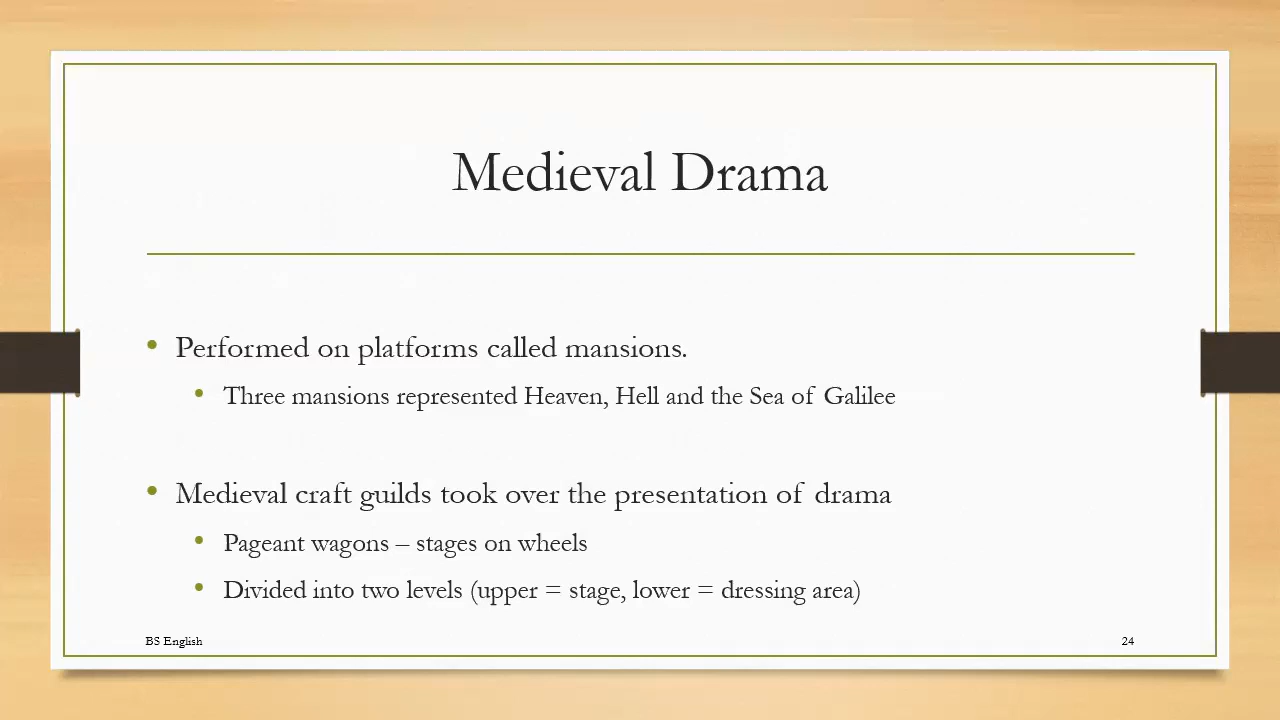 Medieval Drama
• Performed on platforms called mansions.
• Three mansions represented Heaven, Hell and the Sea of Galilee
• Medieval craft guilds took over the presentation of drama
• Pageant wagons – stages on wheels
• Divided into two levels (upper = stage, lower = dressing area)
BS English
24